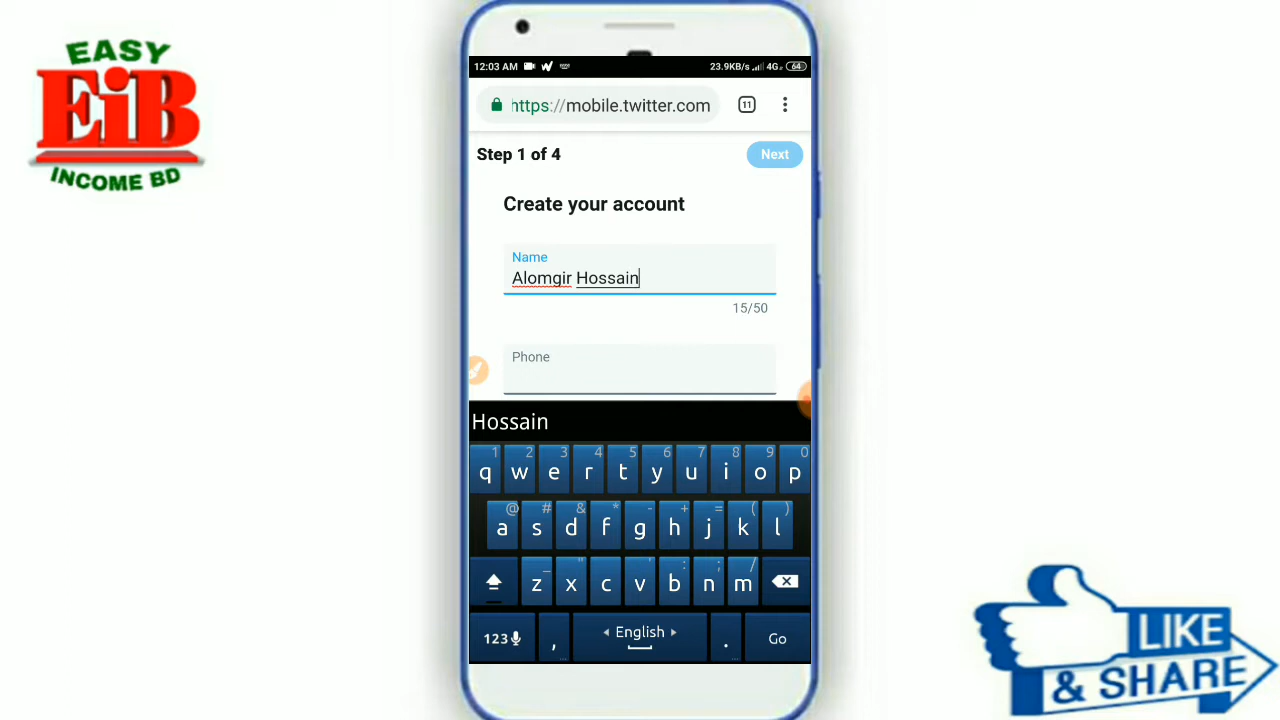 EASY
EiB
INCOME BD
12:03 AM
23.9KB/s 4G 64
https://mobile.twitter.com
11
Step 1 of 4
Next
Create your account
Name
Alomgir Hossain
15/50
Phone
Hossain
1 2 3 4 5 6 7 8 9 0
q w e r t y u i o p
@ # & * - + = ( )
a s d f g h j k l
_ " ' : ; /
z x c v b n m
123 , English . Go
LIKE
& SHARE